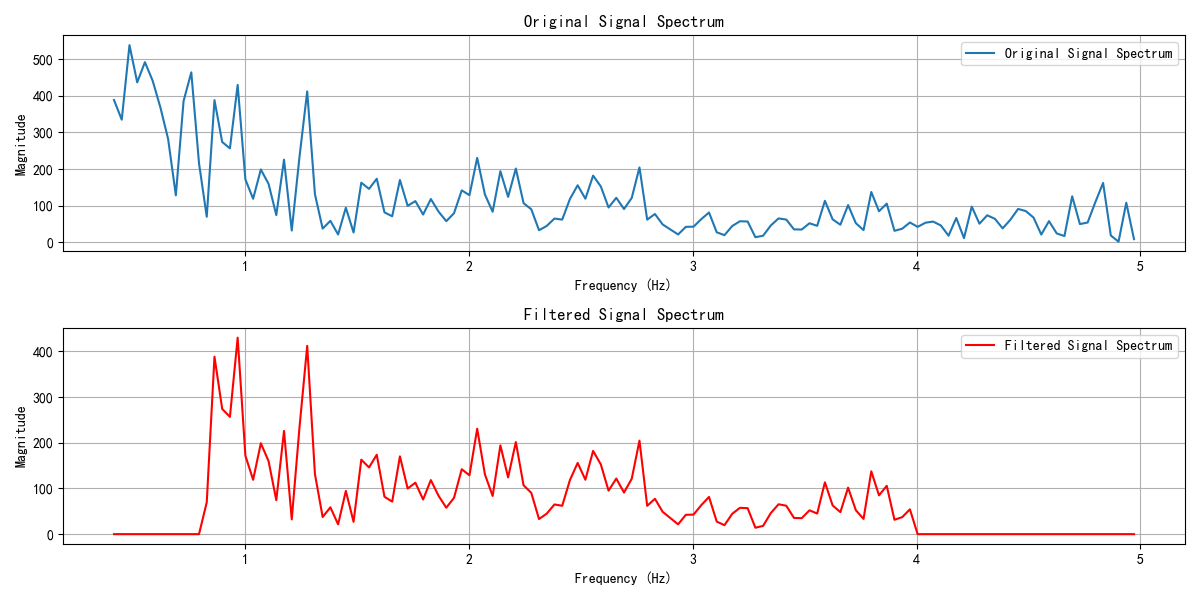 Original Signal Spectrum
Original Signal Spectrum
500
400
300
200
100
0
Magnitude
1 2 3 4 5
Frequency (Hz)
Filtered Signal Spectrum
Filtered Signal Spectrum
400
300
200
100
0
Magnitude
1 2 3 4 5
Frequency (Hz)